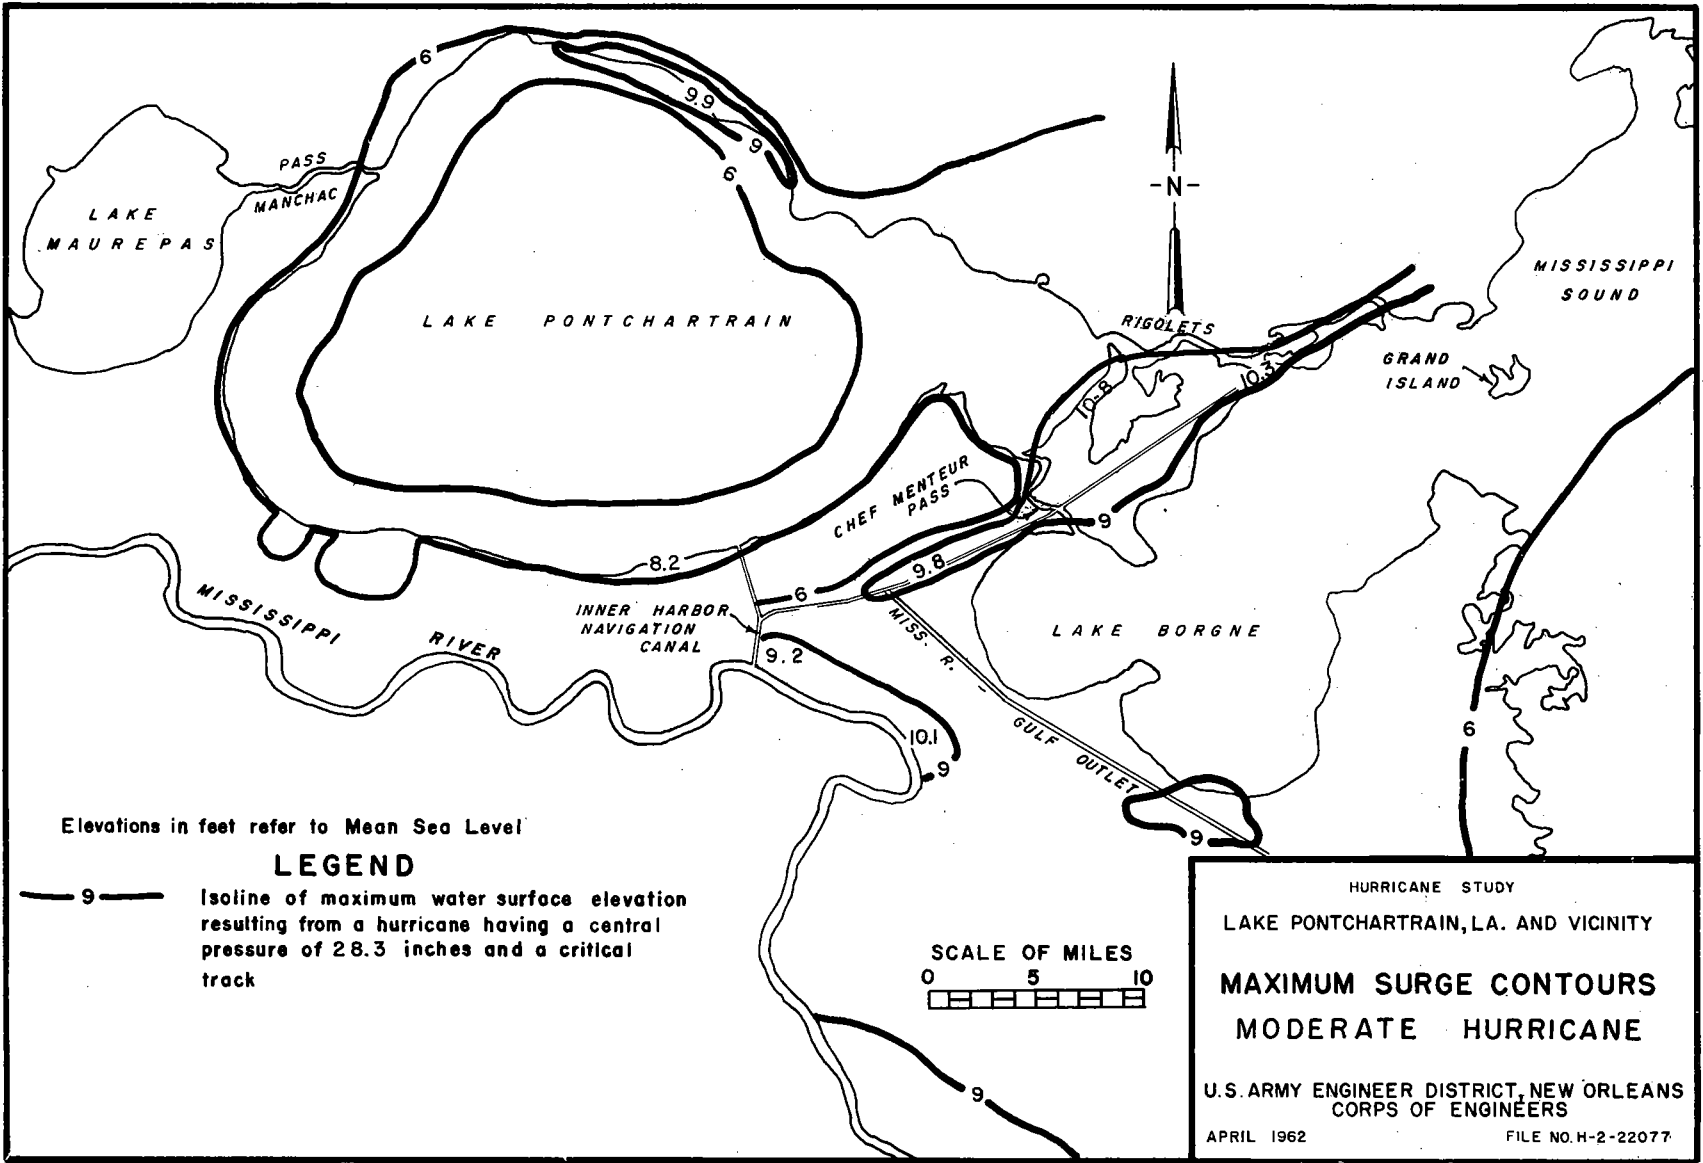 6
9.9
9
6
PASS
MANCHAC
LAKE
MAUREPAS
-N-
MISSISSIPPI
SOUND
LAKE PONTCHARTRAIN
RIGOLETS
GRAND
ISLAND
10.3
10-8
CHEF MENTEUR
PASS
9
8.2
9.8
6
MISSISSIPPI
RIVER
INNER HARBOR
NAVIGATION
CANAL
9.2
MISS. R. -
GULF
OUTLET
LAKE BORGNE
10.1
9
6
9
Elevations in feet refer to Mean Sea Level
LEGEND
9
Isoline of maximum water surface elevation
resulting from a hurricane having a central
pressure of 28.3 inches and a critical
track
SCALE OF MILES
0 5 10
9
HURRICANE STUDY
LAKE PONTCHARTRAIN, LA. AND VICINITY
MAXIMUM SURGE CONTOURS
MODERATE HURRICANE
U.S. ARMY ENGINEER DISTRICT, NEW ORLEANS
CORPS OF ENGINEERS
APRIL 1962
FILE NO. H-2-22077